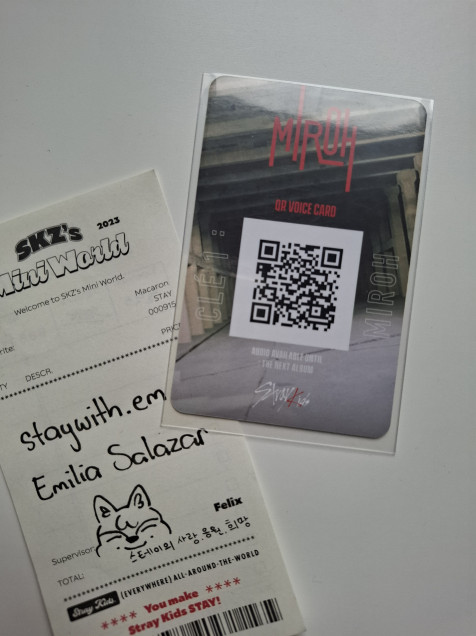 MIROH
QR VOICE CARD
CLÉ 1 :
MIROH
AUDIO AVAILABLE UNTIL
THE NEXT ALBUM
Stray Kids
SKZ's
2023
Mini World
Welcome to SKZ's Mini World.
Macaron
STAY
000915
rite:
TY DESCR. PRIC
staywith.em
Emilia Salazar
Felix
Supervisor:
스테이의 사랑.응원.희망
TOTAL:
Stray Kids (EVERYWHERE) ALL-AROUND-THE-WORLD
**** You make ****
Stray Kids STAY!